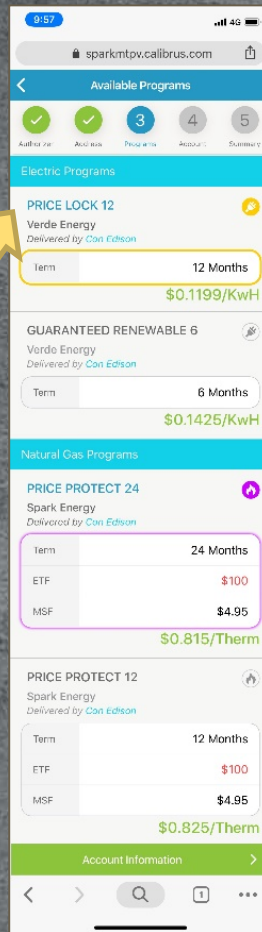 9:57
4G
sparkmtpv.calibrus.com
Available Programs
3 4 5
Authorizer Address Programs Account Summary
Electric Programs
PRICE LOCK 12
Verde Energy
Delivered by Con Edison
Term 12 Months
$0.1199/KwH
GUARANTEED RENEWABLE 6
Verde Energy
Delivered by Con Edison
Term 6 Months
$0.1425/KwH
Natural Gas Programs
PRICE PROTECT 24
Spark Energy
Delivered by Con Edison
Term 24 Months
ETF $100
MSF $4.95
$0.815/Therm
PRICE PROTECT 12
Spark Energy
Delivered by Con Edison
Term 12 Months
ETF $100
MSF $4.95
$0.825/Therm
Account Information
1